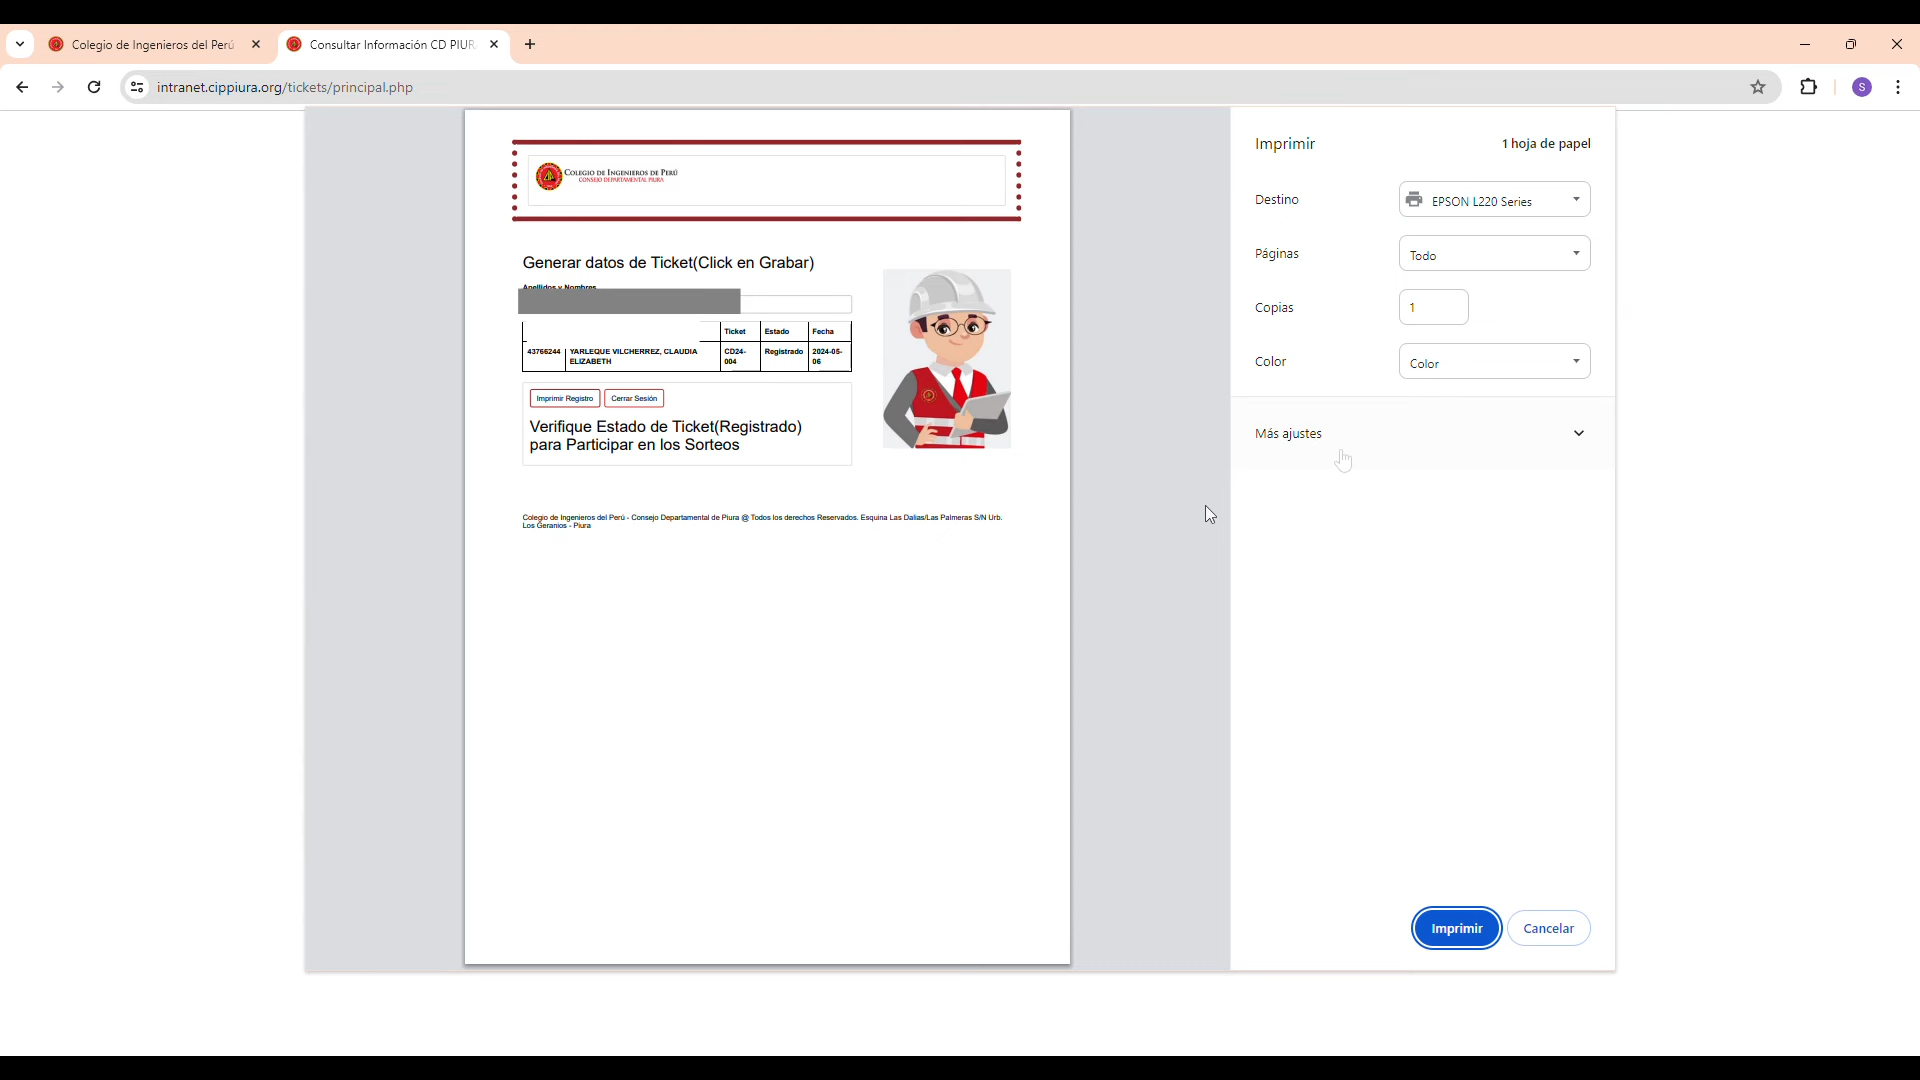 Colegio de Ingenieros del Perú
Consultar Información CD PIUR
intranet.cippiura.org/tickets/principal.php
S
COLEGIO DE INGENIEROS DE PERÚ
CONSEJO DEPARTAMENTAL PIURA
Generar datos de Ticket(Click en Grabar)
Apellidos y Nombres
Ticket Estado Fecha
43766244 YARLEQUE VILCHERREZ, CLAUDIA CD24- Registrado 2024-05-
ELIZABETH 004 06
Imprimir Registro Cerrar Sesión
Verifique Estado de Ticket(Registrado)
para Participar en los Sorteos
Colegio de Ingenieros del Perú - Consejo Departamental de Piura @ Todos los derechos Reservados. Esquina Las Dalias/Las Palmeras S/N Urb.
Los Geranios - Piura
Imprimir 1 hoja de papel
Destino EPSON L220 Series
Páginas Todo
Copias 1
Color Color
Más ajustes
Imprimir Cancelar